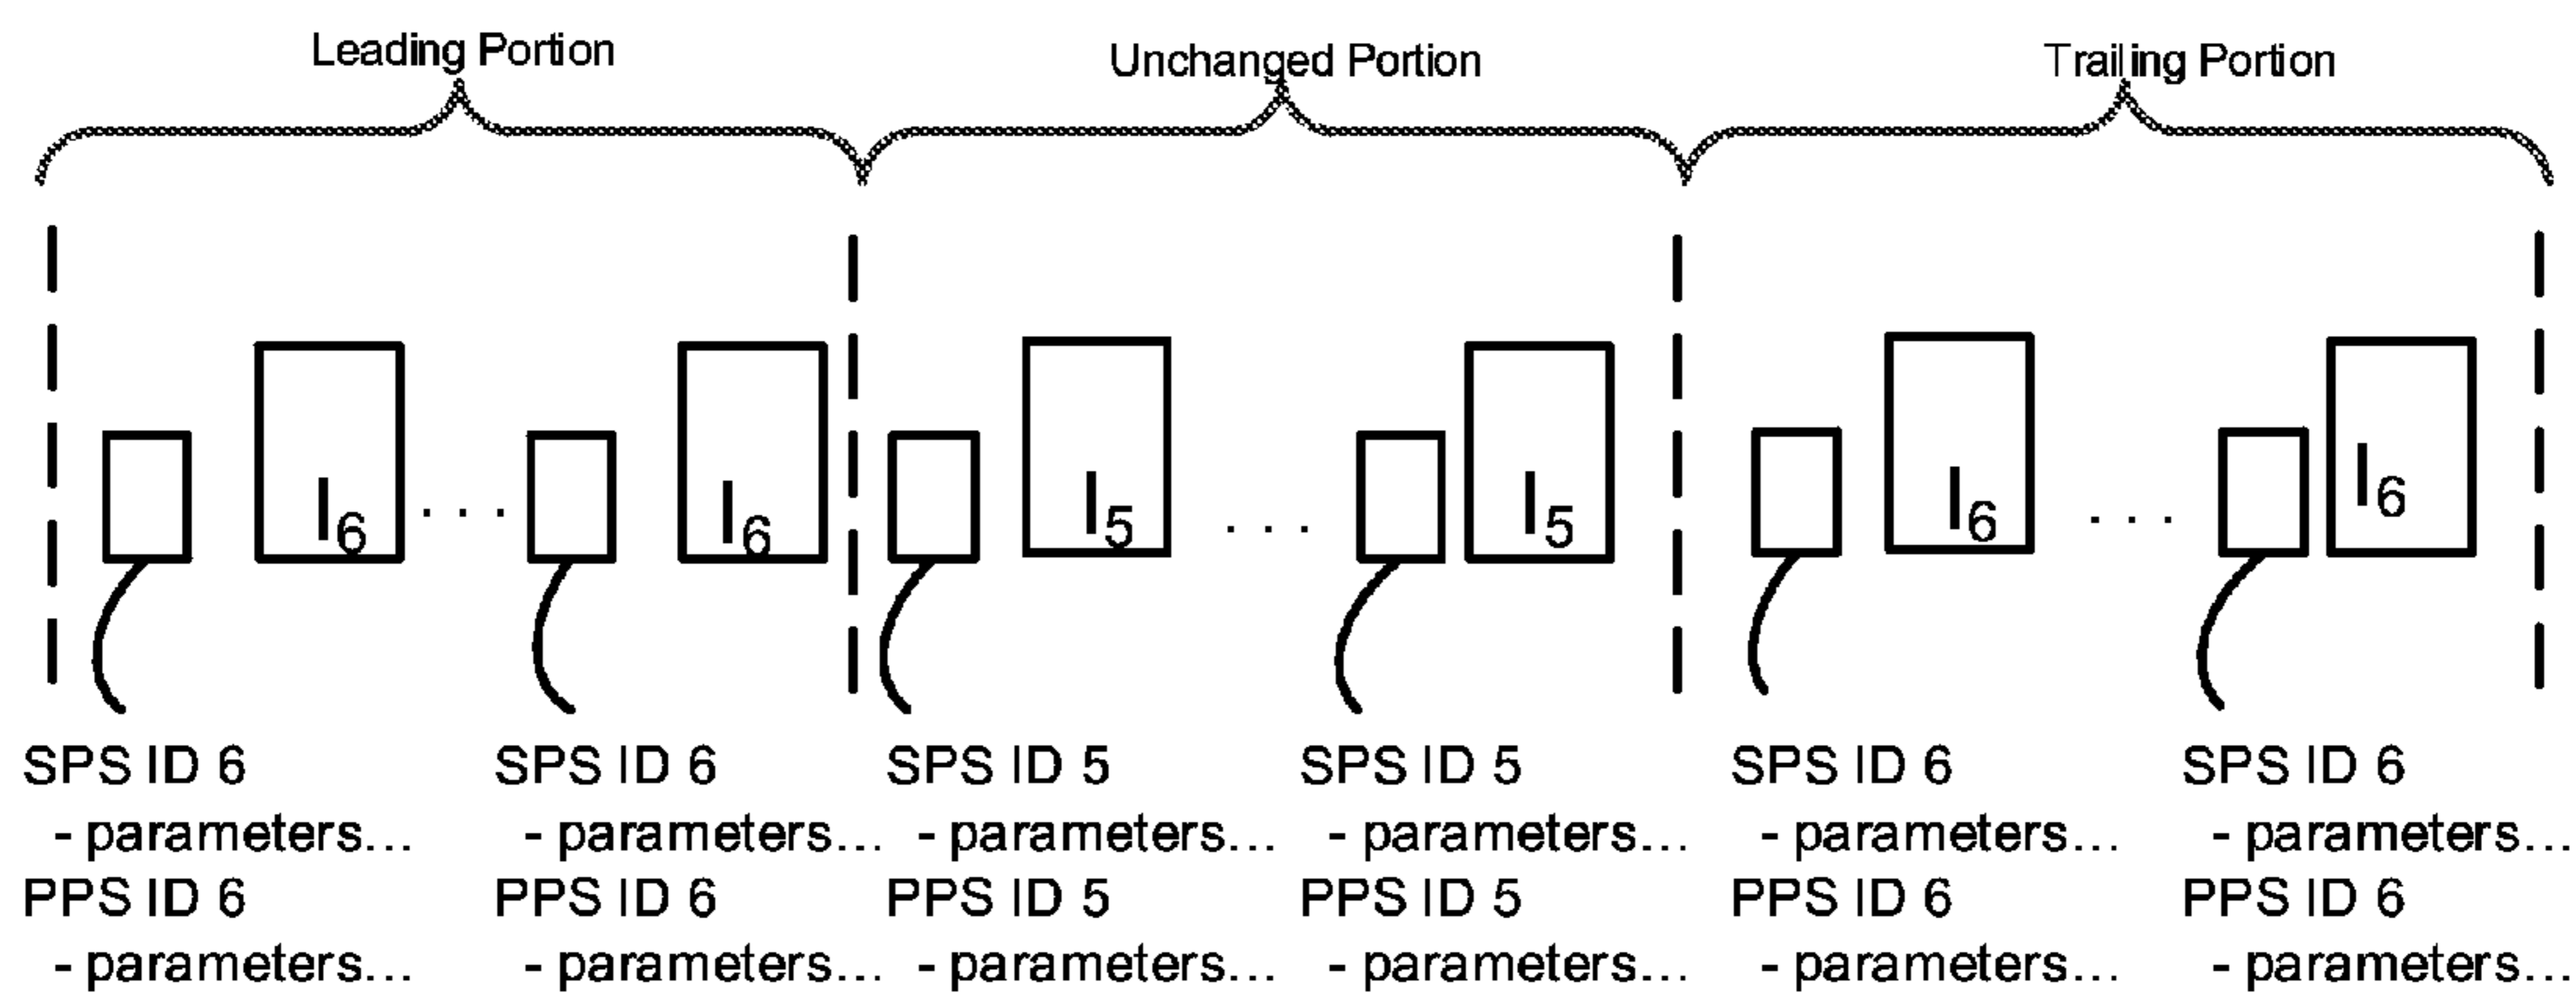 Leading Portion Unchanged Portion Trailing Portion
I6 . . . I6 I5 . . . I5 I6 . . . I6
SPS ID 6 SPS ID 6 SPS ID 5 SPS ID 5 SPS ID 6 SPS ID 6
- parameters... - parameters... - parameters... - parameters... - parameters... - parameters...
PPS ID 6 PPS ID 6 PPS ID 5 PPS ID 5 PPS ID 6 PPS ID 6
- parameters... - parameters... - parameters... - parameters... - parameters... - parameters...